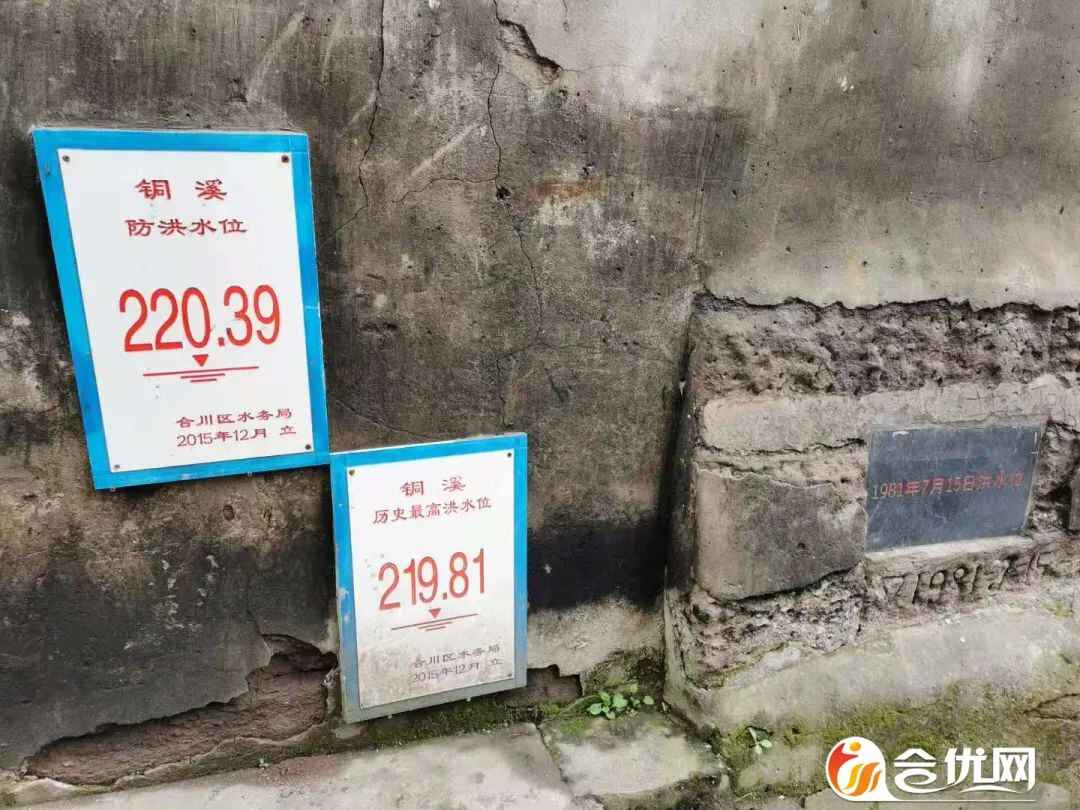 铜溪
防洪水位
220.39
合川区水务局
2015年12月 立
铜溪
历史最高洪水位
219.81
合川区水务局
2015年12月 立
1981年7月15日洪水位
1981.7.15
合优网